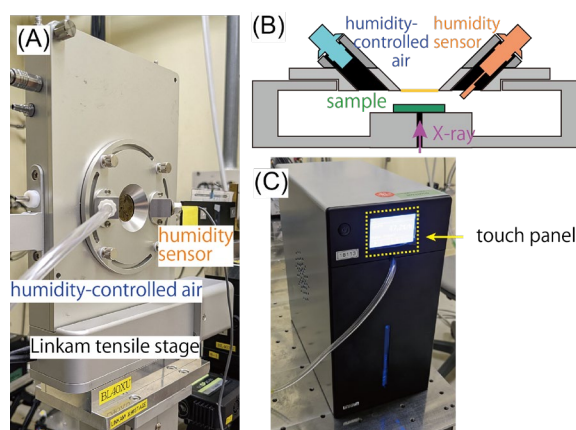 (A)
humidity
sensor
humidity-controlled air
Linkam tensile stage
BL40XU
(B)
humidity-
controlled
air
humidity
sensor
sample
X-ray
(C)
touch panel